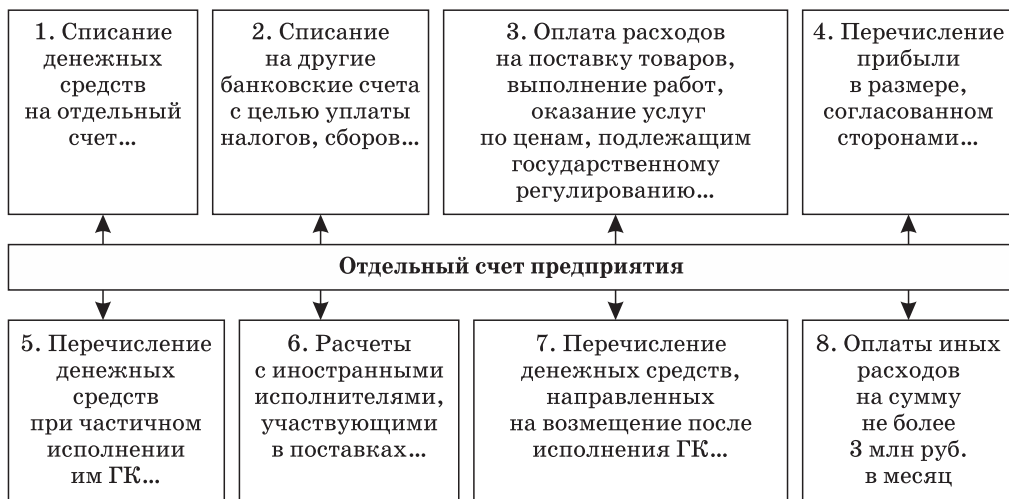 1. Списание
денежных
средств
на отдельный
счет...
2. Списание
на другие
банковские счета
с целью уплаты
налогов, сборов...
3. Оплата расходов
на поставку товаров,
выполнение работ,
оказание услуг
по ценам, подлежащим
государственному
регулированию...
4. Перечисление
прибыли
в размере,
согласованном
сторонами...
Отдельный счет предприятия
5. Перечисление
денежных
средств
при частичном
исполнении
им ГК...
6. Расчеты
с иностранными
исполнителями,
участвующими
в поставках...
7. Перечисление
денежных средств,
направленных
на возмещение после
исполнения ГК...
8. Оплаты иных
расходов
на сумму
не более
3 млн руб.
в месяц